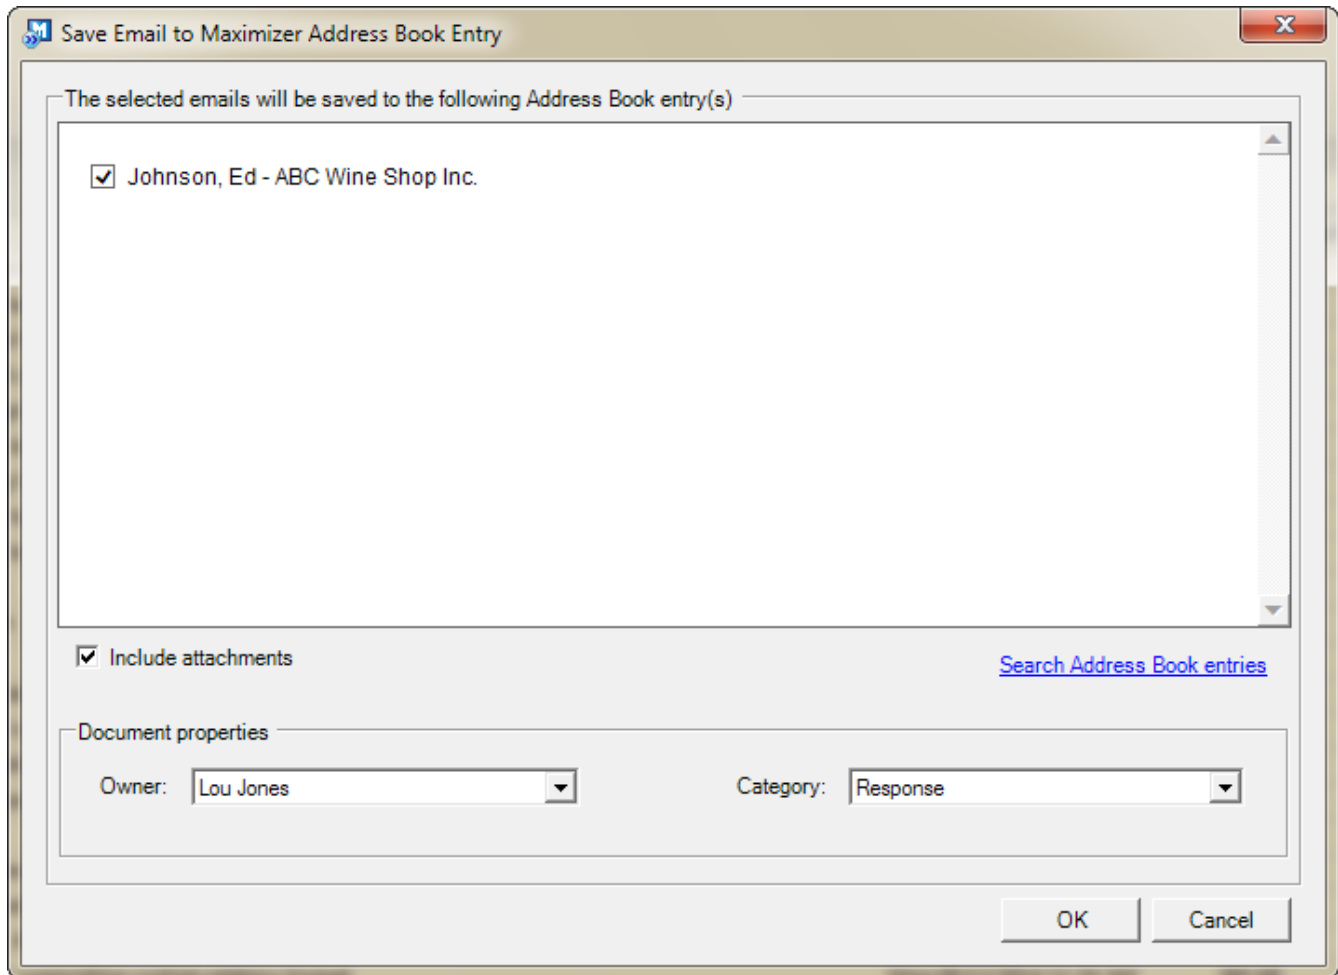 Save Email to Maximizer Address Book Entry
The selected emails will be saved to the following Address Book entry(s)
Johnson, Ed - ABC Wine Shop Inc.
Include attachments
Search Address Book entries
Document properties
Owner: Lou Jones Category: Response
OK Cancel